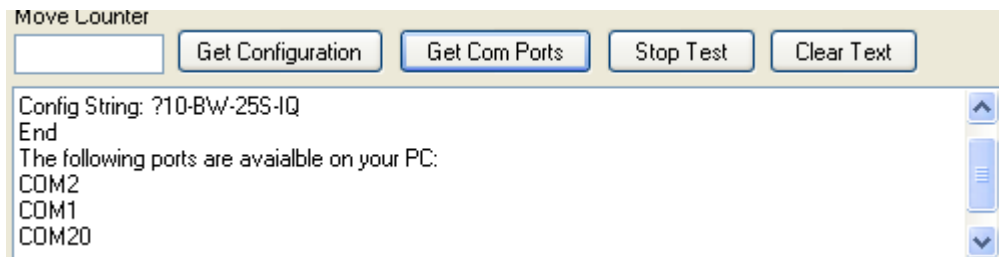 Move Counter
Get Configuration Get Com Ports Stop Test Clear Text
Config String: ?10-BW-25S-IQ
End
The following ports are avaialble on your PC:
COM2
COM1
COM20